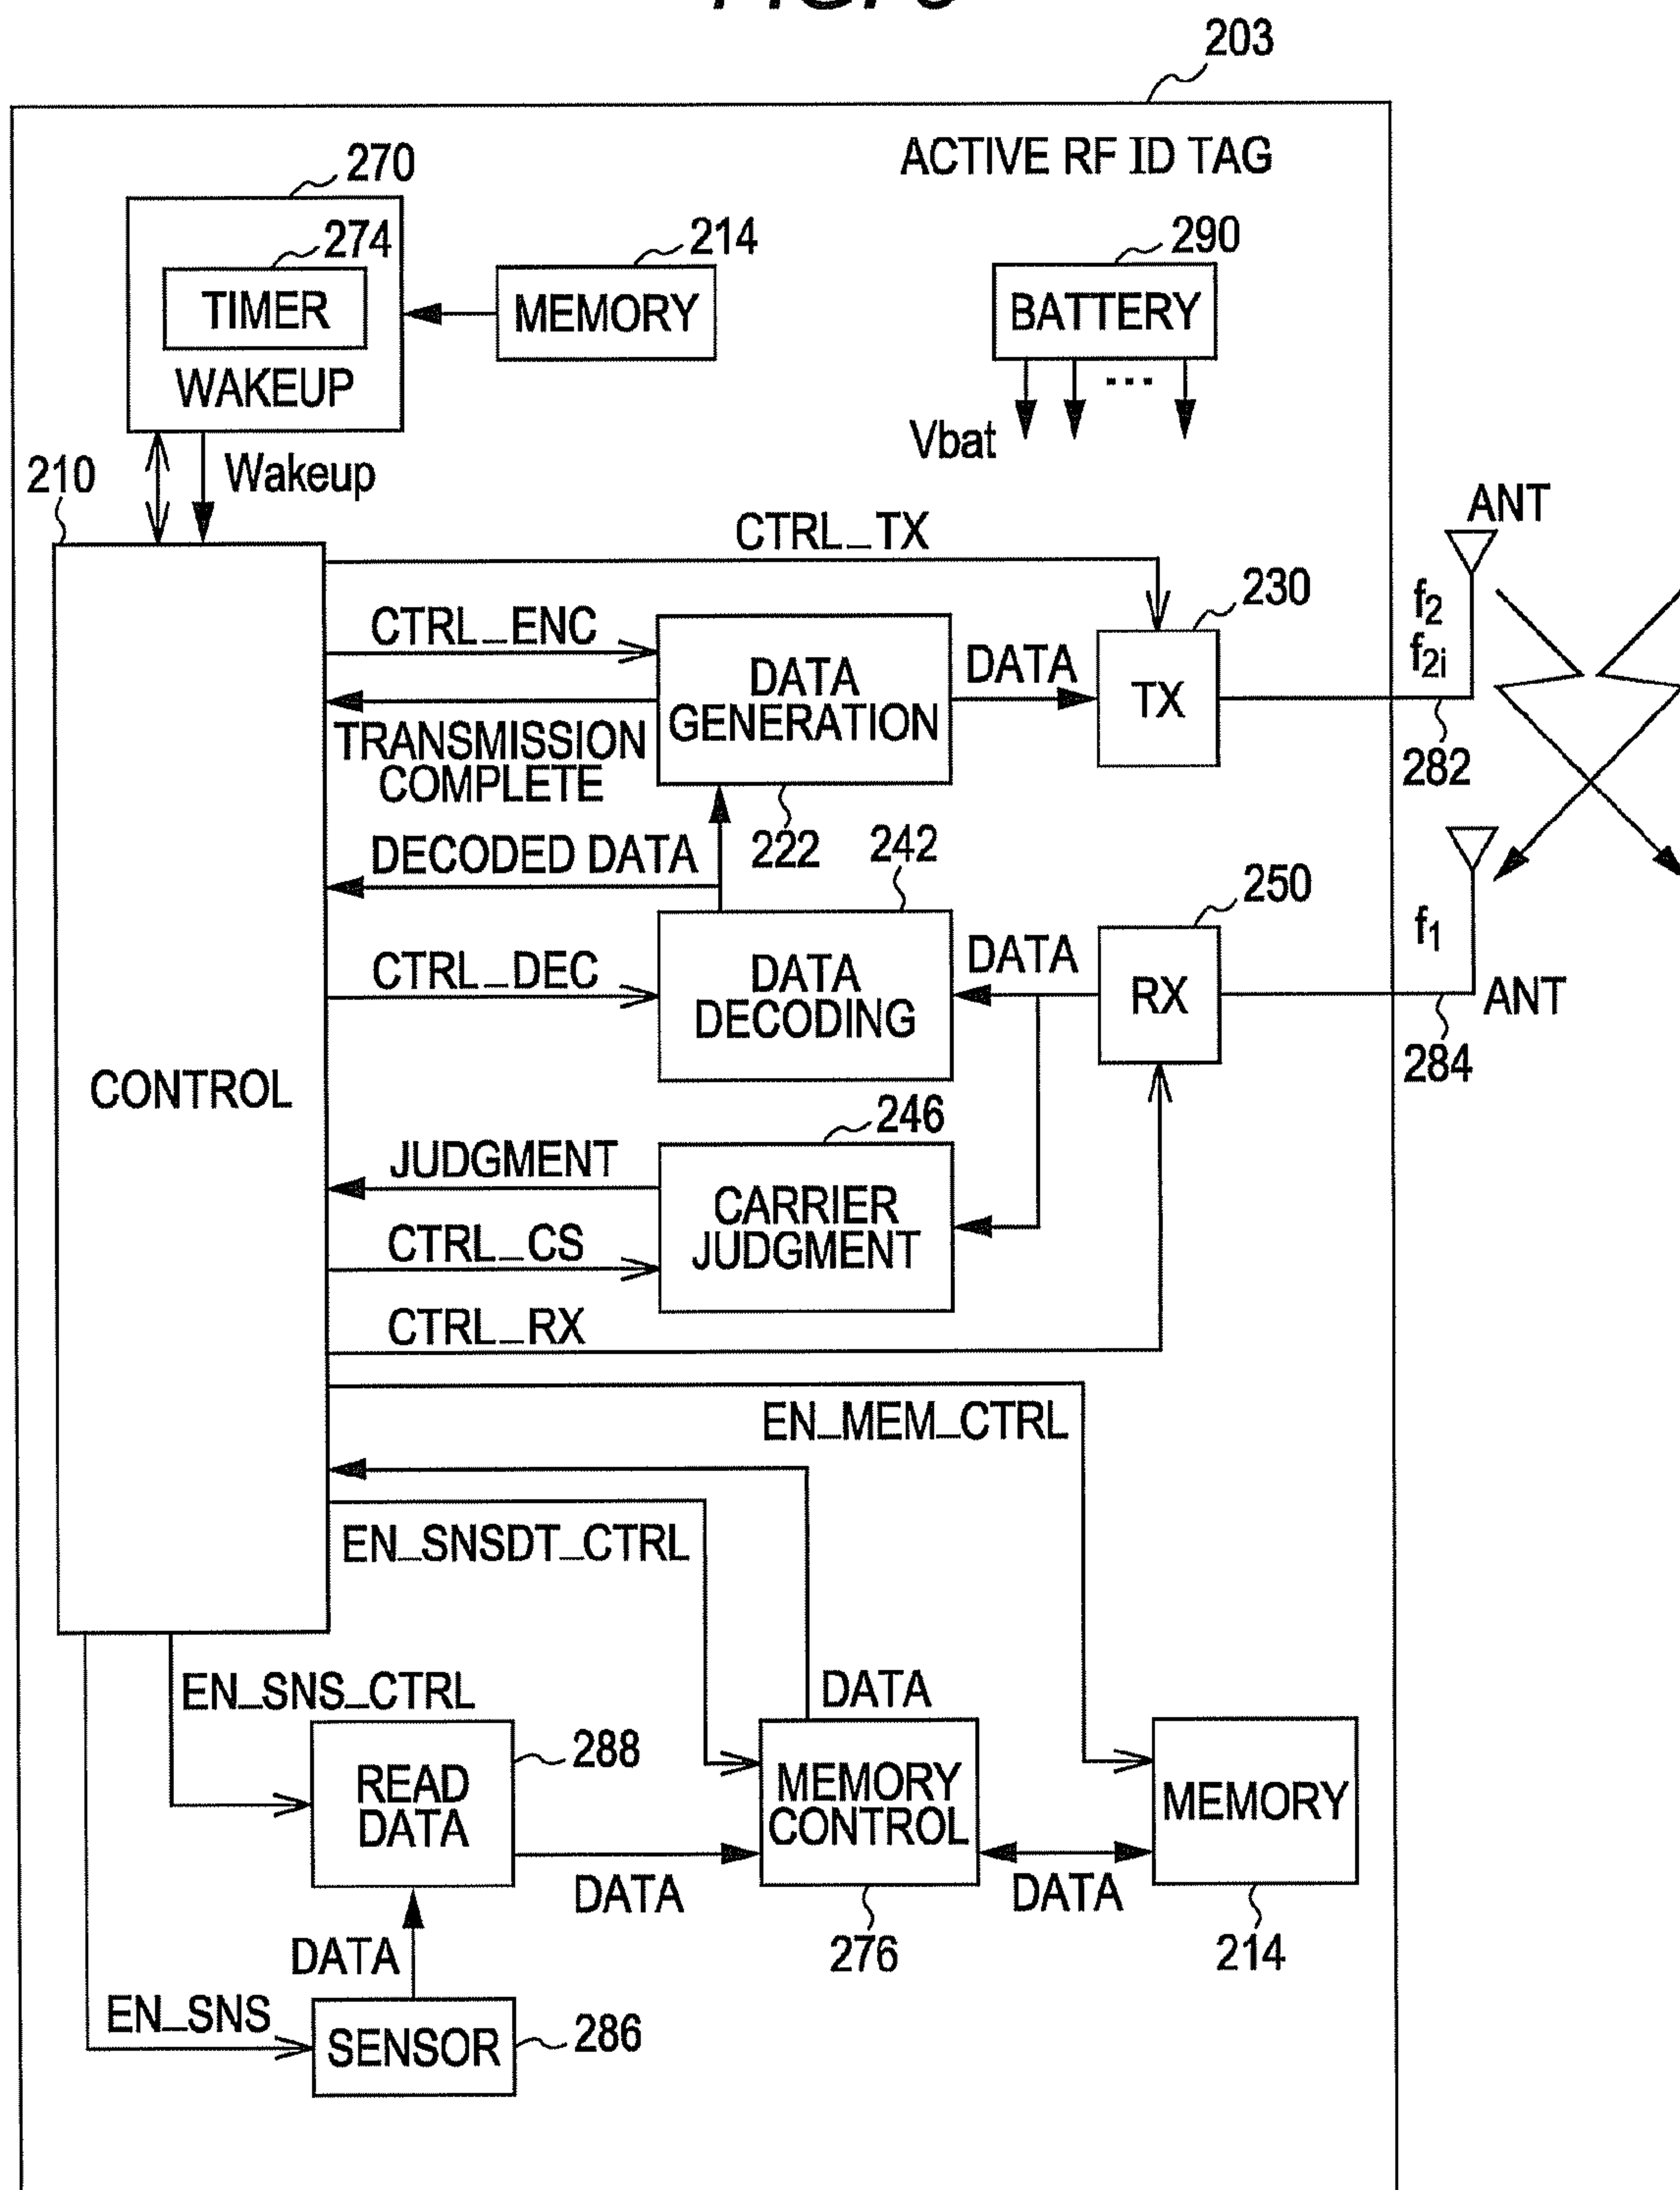 203
ACTIVE RF ID TAG
270
274
TIMER
WAKEUP
214
MEMORY
290
BATTERY
...
Vbat
210
Wakeup
ANT
CTRL_TX
230
f2
f2i
CTRL_ENC
DATA
GENERATION
DATA
TX
TRANSMISSION
COMPLETE
282
222
242
DECODED DATA
250
f1
CTRL_DEC
DATA
DECODING
DATA
RX
ANT
284
CONTROL
246
JUDGMENT
CARRIER
JUDGMENT
CTRL_CS
CTRL_RX
EN_MEM_CTRL
EN_SNSDT_CTRL
EN_SNS_CTRL
DATA
288
READ
DATA
MEMORY
CONTROL
MEMORY
DATA
DATA
276
214
DATA
EN_SNS
SENSOR
286